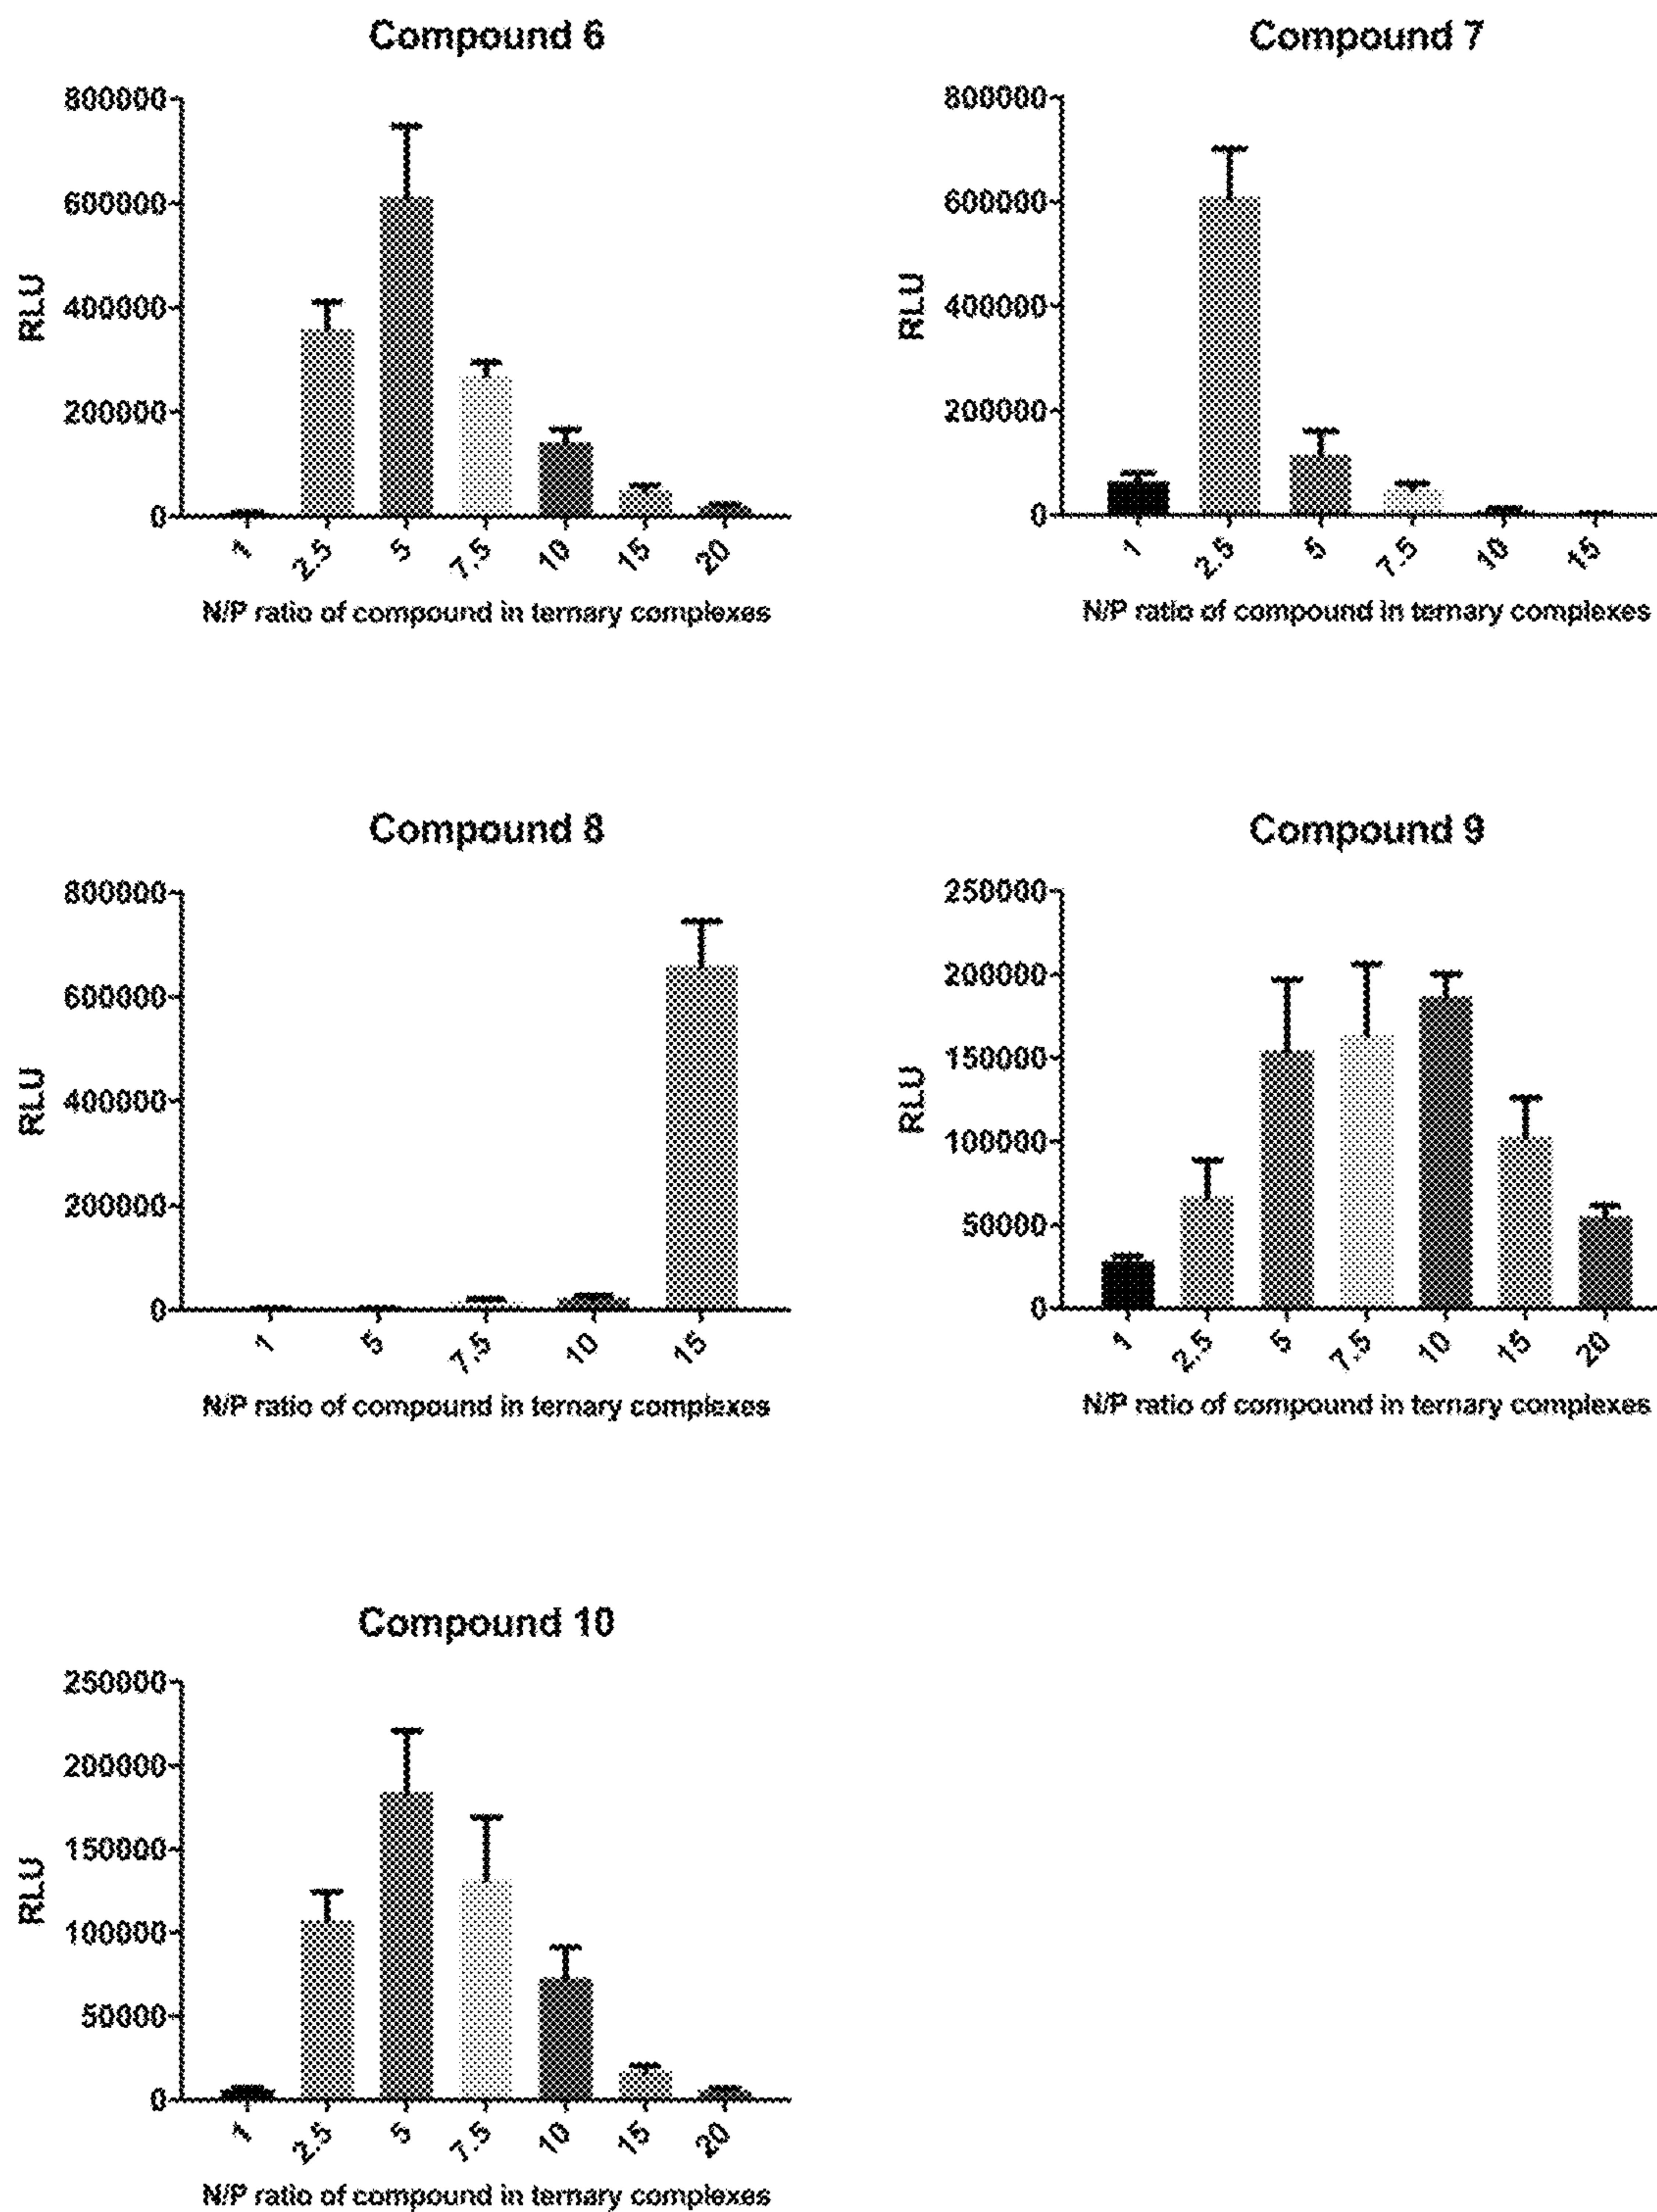 Compound 6
800000
600000
400000
200000
0
RLU
1 2.5 5 7.5 10 15 20
N/P ratio of compound in ternary complexes
Compound 7
800000
600000
400000
200000
0
RLU
1 2.5 5 7.5 10 15
N/P ratio of compound in ternary complexes
Compound 8
800000
600000
400000
200000
0
RLU
1 5 7.5 10 15
N/P ratio of compound in ternary complexes
Compound 9
250000
200000
150000
100000
50000
0
RLU
1 2.5 5 7.5 10 15 20
N/P ratio of compound in ternary complexes
Compound 10
250000
200000
150000
100000
50000
0
RLU
1 2.5 5 7.5 10 15 20
N/P ratio of compound in ternary complexes